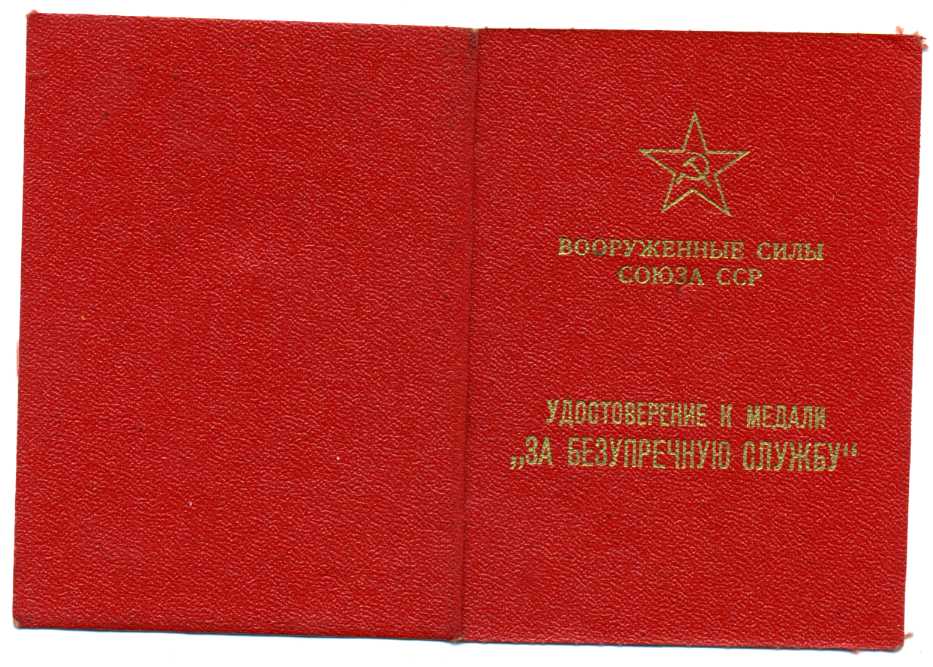 ВООРУЖЕННЫЕ СИЛЫ
СОЮЗА ССР
УДОСТОВЕРЕНИЕ К МЕДАЛИ
„ЗА БЕЗУПРЕЧНУЮ СЛУЖБУ“